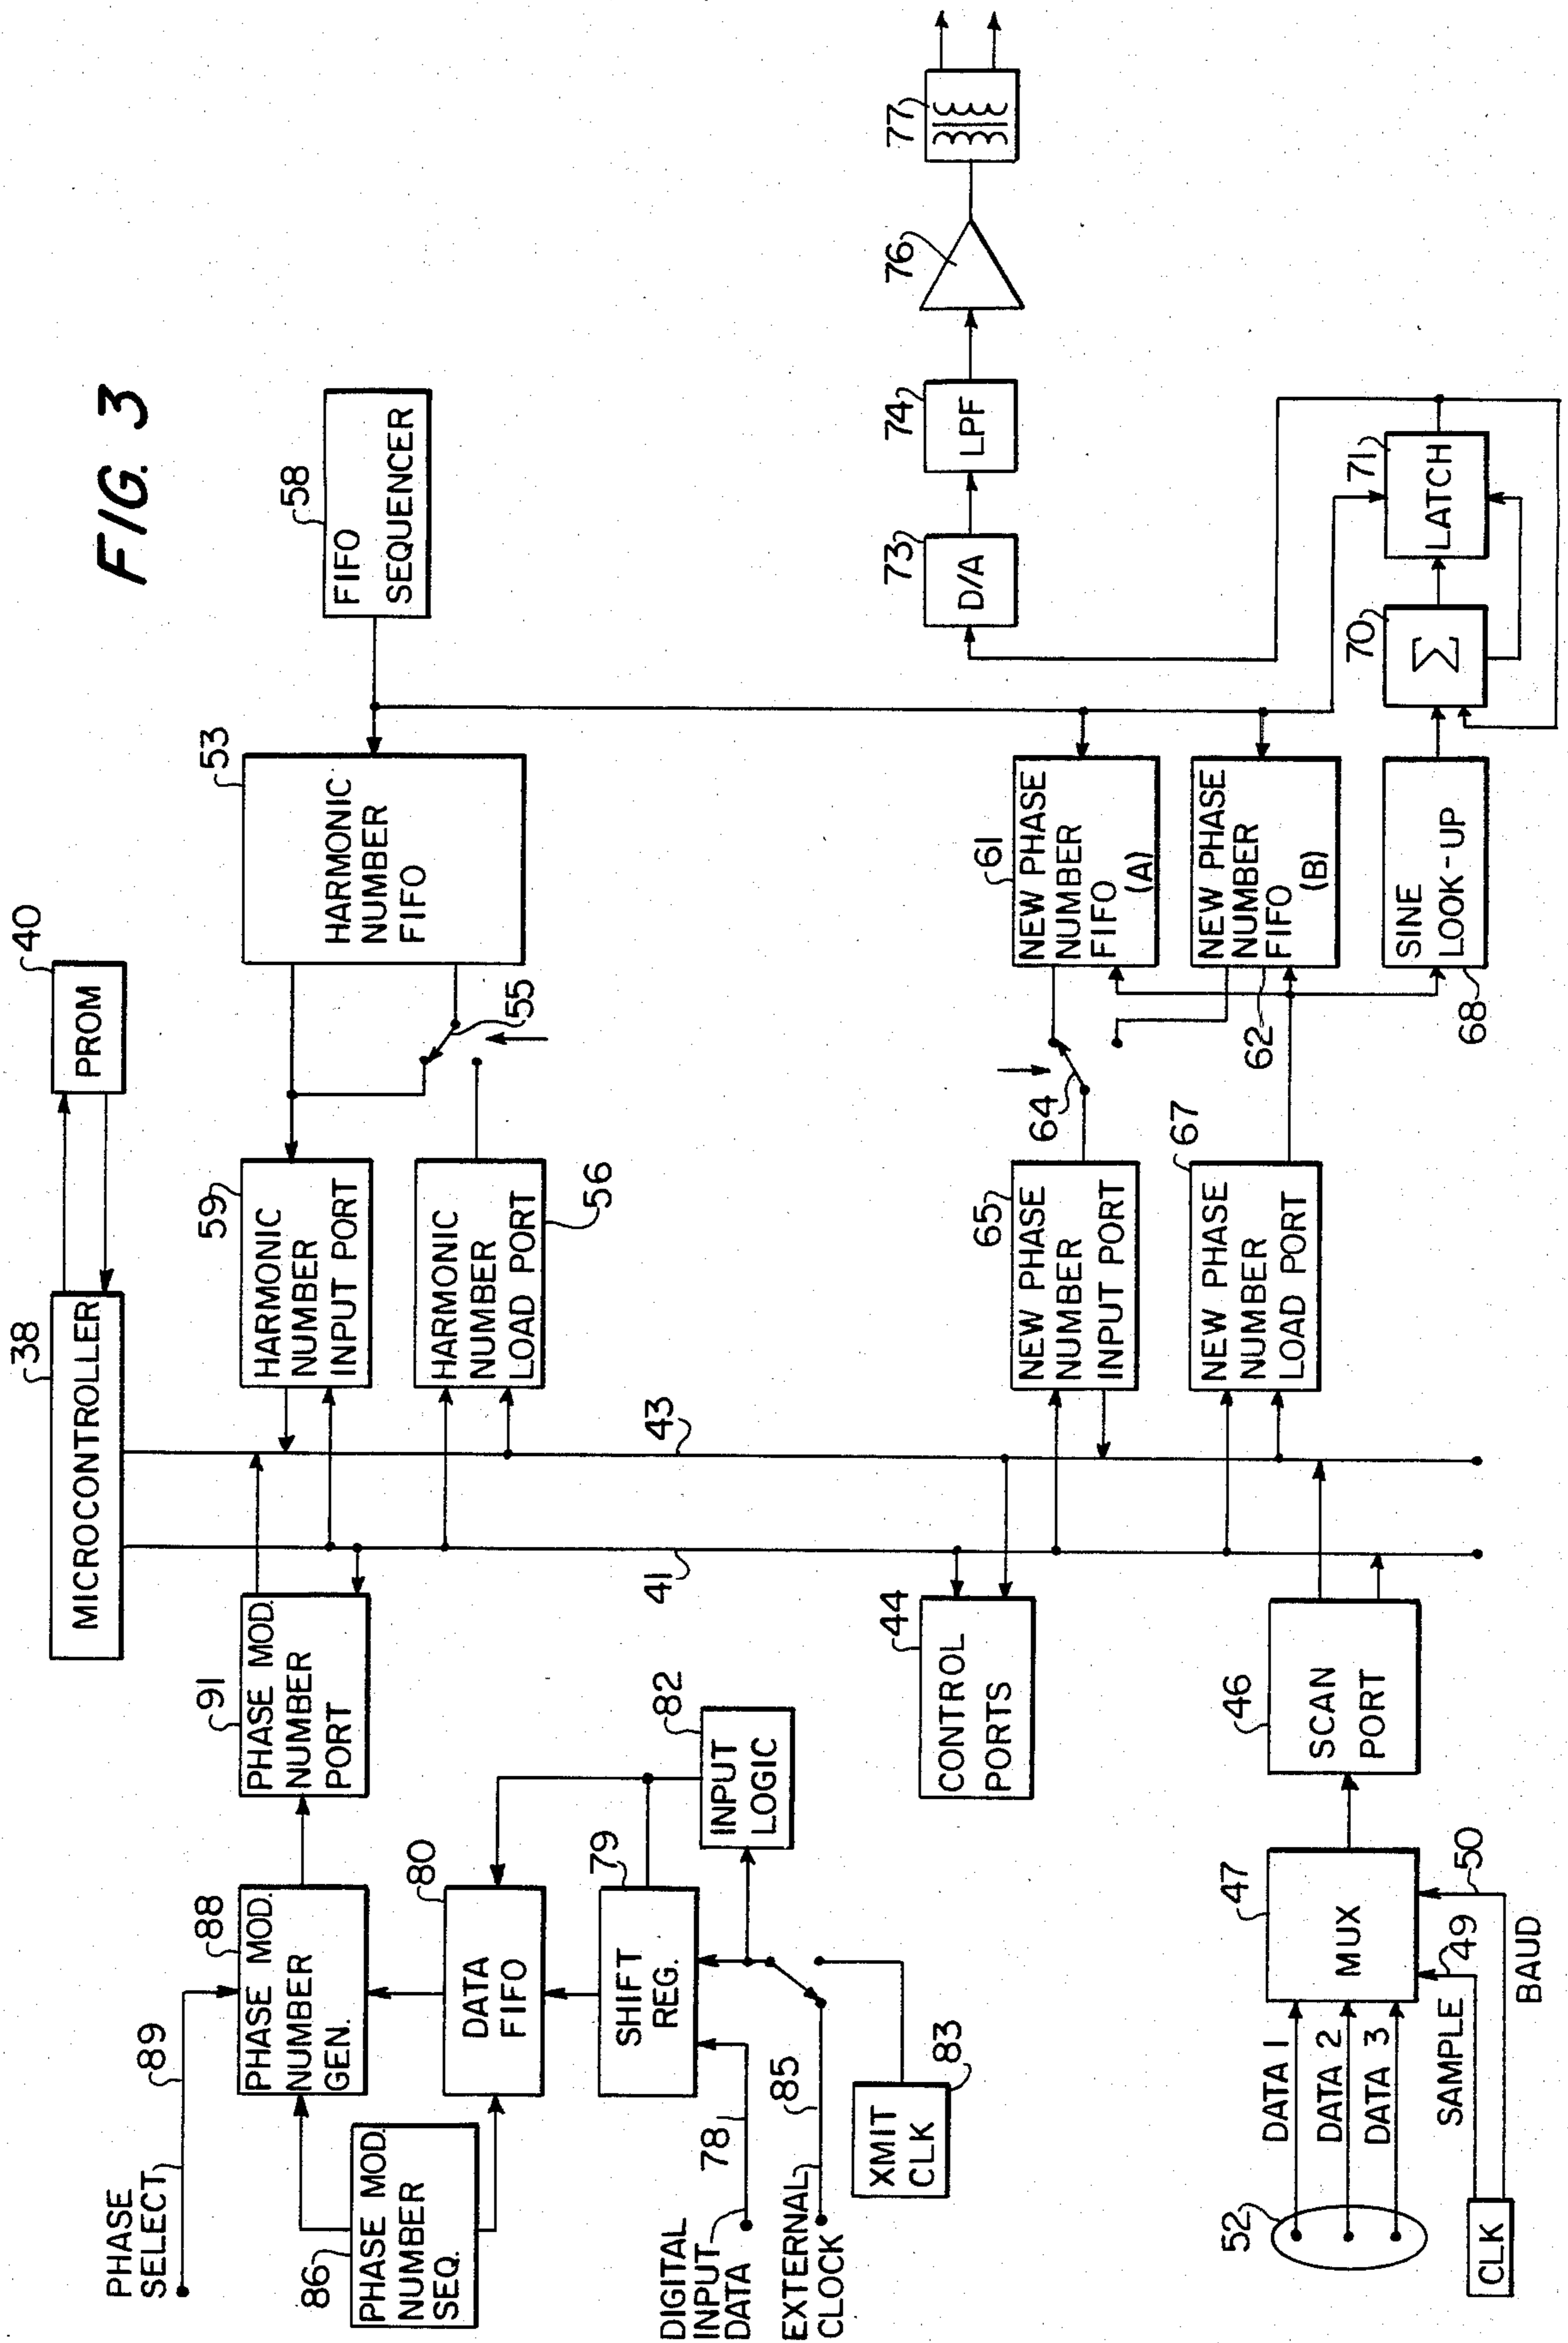 FIG. 3
38
MICROCONTROLLER
40
PROM
58
FIFO
SEQUENCER
PHASE
SELECT
89
88
PHASE MOD.
NUMBER
GEN.
91
PHASE MOD.
NUMBER
PORT
59
HARMONIC
NUMBER
INPUT PORT
53
HARMONIC
NUMBER
FIFO
86
PHASE MOD.
NUMBER
SEQ.
80
DATA
FIFO
HARMONIC
NUMBER
LOAD PORT
56
55
79
SHIFT
REG.
82
INPUT
LOGIC
DIGITAL
INPUT
DATA
78
EXTERNAL
CLOCK
85
XMIT
CLK
83
41
43
44
CONTROL
PORTS
73
D/A
74
LPF
76
77
65
NEW PHASE
NUMBER
INPUT PORT
64
61
NEW PHASE
NUMBER
FIFO
(A)
67
NEW PHASE
NUMBER
LOAD PORT
62
NEW PHASE
NUMBER
FIFO
(B)
52
DATA 1
DATA 2
DATA 3
47
MUX
46
SCAN
PORT
68
SINE
LOOK-UP
70
Σ
71
LATCH
SAMPLE
49
50
CLK
BAUD